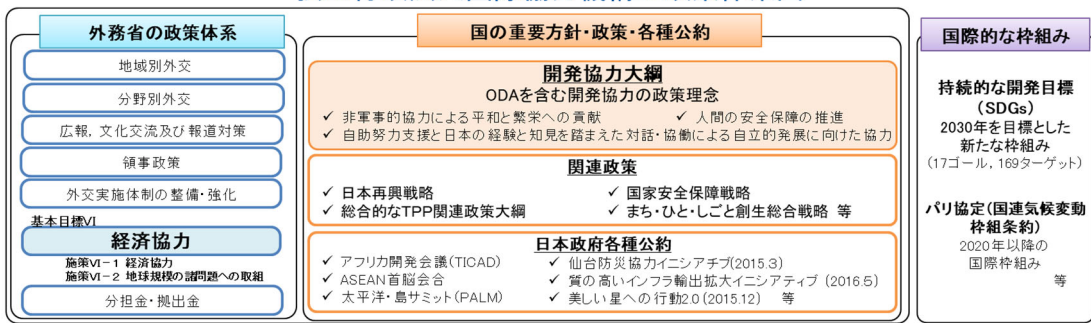 外務省の政策体系
地域別外交
分野別外交
広報，文化交流及び報道対策
領事政策
外交実施体制の整備・強化
基本目標Ⅵ
経済協力
施策Ⅵ－１ 経済協力
施策Ⅵ－２ 地球規模の諸問題への取組
分担金・拠出金
国の重要方針・政策・各種公約
開発協力大綱
ODAを含む開発協力の政策理念
✓ 非軍事的協力による平和と繁栄への貢献 ✓ 人間の安全保障の推進
✓ 自助努力支援と日本の経験と知見を踏まえた対話・協働による自立的発展に向けた協力
関連政策
✓ 日本再興戦略 ✓ 国家安全保障戦略
✓ 総合的なTPP関連政策大綱 ✓ まち・ひと・しごと創生総合戦略 等
日本政府各種公約
✓ アフリカ開発会議(TICAD) ✓ 仙台防災協力イニシアチブ(2015.3)
✓ ASEAN首脳会合 ✓ 質の高いインフラ輸出拡大イニシアティブ (2016.5)
✓ 太平洋・島サミット(PALM) ✓ 美しい星への行動2.0(2015.12) 等
国際的な枠組み
持続的な開発目標
(SDGs)
2030年を目標とした
新たな枠組み
(17ゴール，169ターゲット)
パリ協定(国連気候変動
枠組条約)
2020年以降の
国際枠組み
等